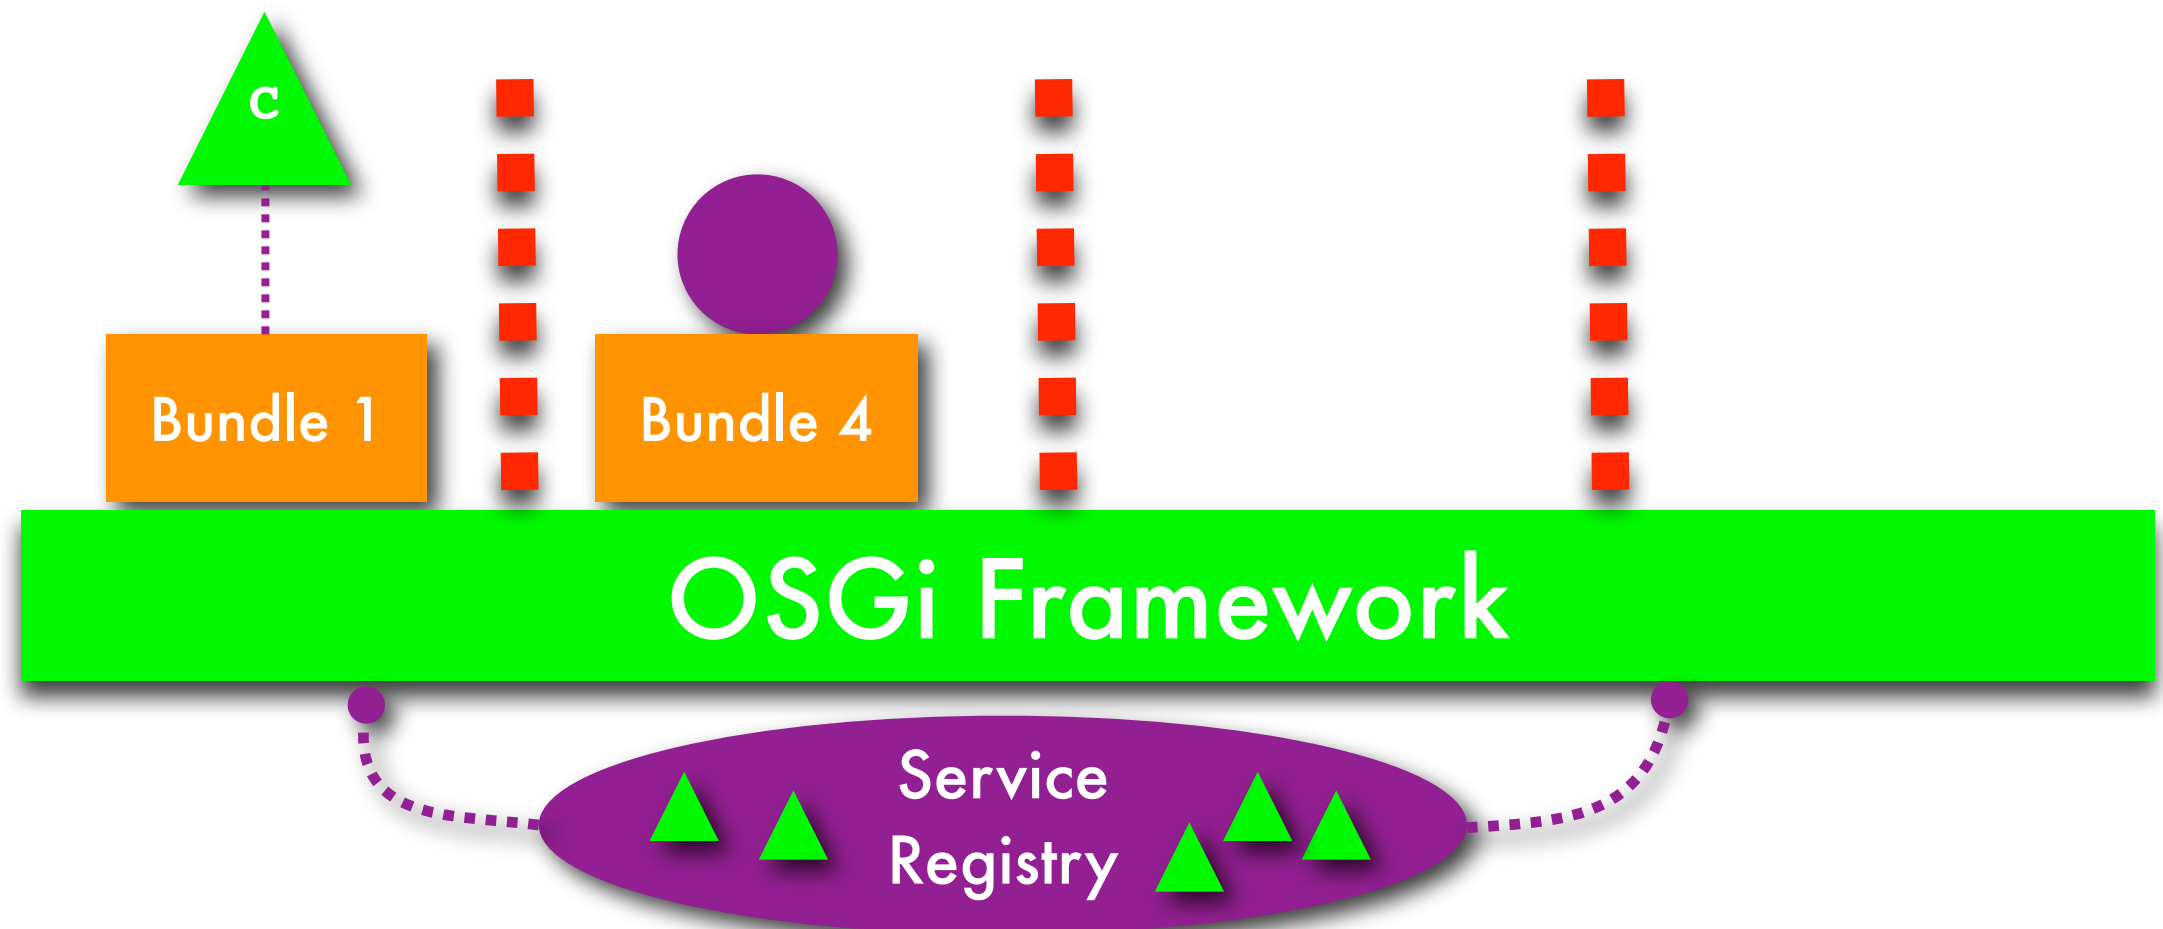 c
Bundle 1
Bundle 4
OSGi Framework
Service
Registry